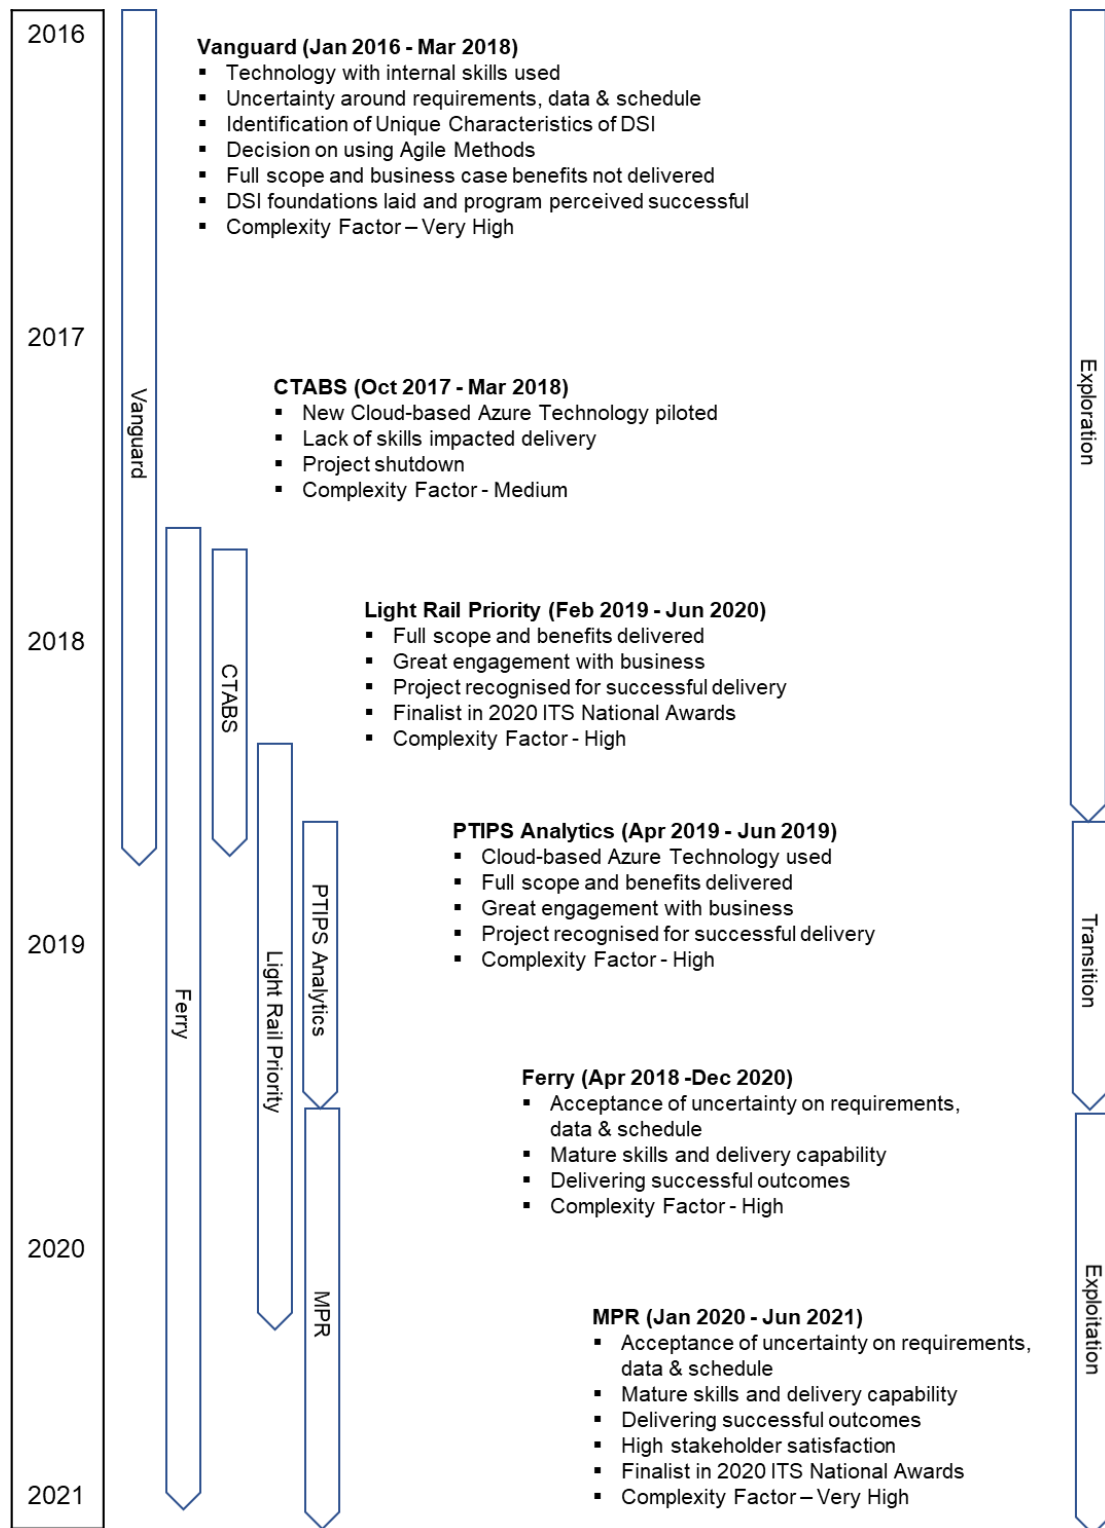 2016
Vanguard (Jan 2016 - Mar 2018)
▪ Technology with internal skills used
▪ Uncertainty around requirements, data & schedule
▪ Identification of Unique Characteristics of DSI
▪ Decision on using Agile Methods
▪ Full scope and business case benefits not delivered
▪ DSI foundations laid and program perceived successful
▪ Complexity Factor – Very High
2017
Vanguard
Exploration
CTABS (Oct 2017 - Mar 2018)
▪ New Cloud-based Azure Technology piloted
▪ Lack of skills impacted delivery
▪ Project shutdown
▪ Complexity Factor - Medium
2018
CTABS
Light Rail Priority (Feb 2019 - Jun 2020)
▪ Full scope and benefits delivered
▪ Great engagement with business
▪ Project recognised for successful delivery
▪ Finalist in 2020 ITS National Awards
▪ Complexity Factor - High
PTIPS Analytics (Apr 2019 - Jun 2019)
▪ Cloud-based Azure Technology used
▪ Full scope and benefits delivered
▪ Great engagement with business
▪ Project recognised for successful delivery
▪ Complexity Factor - High
2019
Ferry
Light Rail Priority
PTIPS Analytics
Transition
Ferry (Apr 2018 -Dec 2020)
▪ Acceptance of uncertainty on requirements,
data & schedule
▪ Mature skills and delivery capability
▪ Delivering successful outcomes
▪ Complexity Factor - High
2020
MPR
Exploitation
MPR (Jan 2020 - Jun 2021)
▪ Acceptance of uncertainty on requirements,
data & schedule
▪ Mature skills and delivery capability
▪ Delivering successful outcomes
▪ High stakeholder satisfaction
▪ Finalist in 2020 ITS National Awards
▪ Complexity Factor – Very High
2021